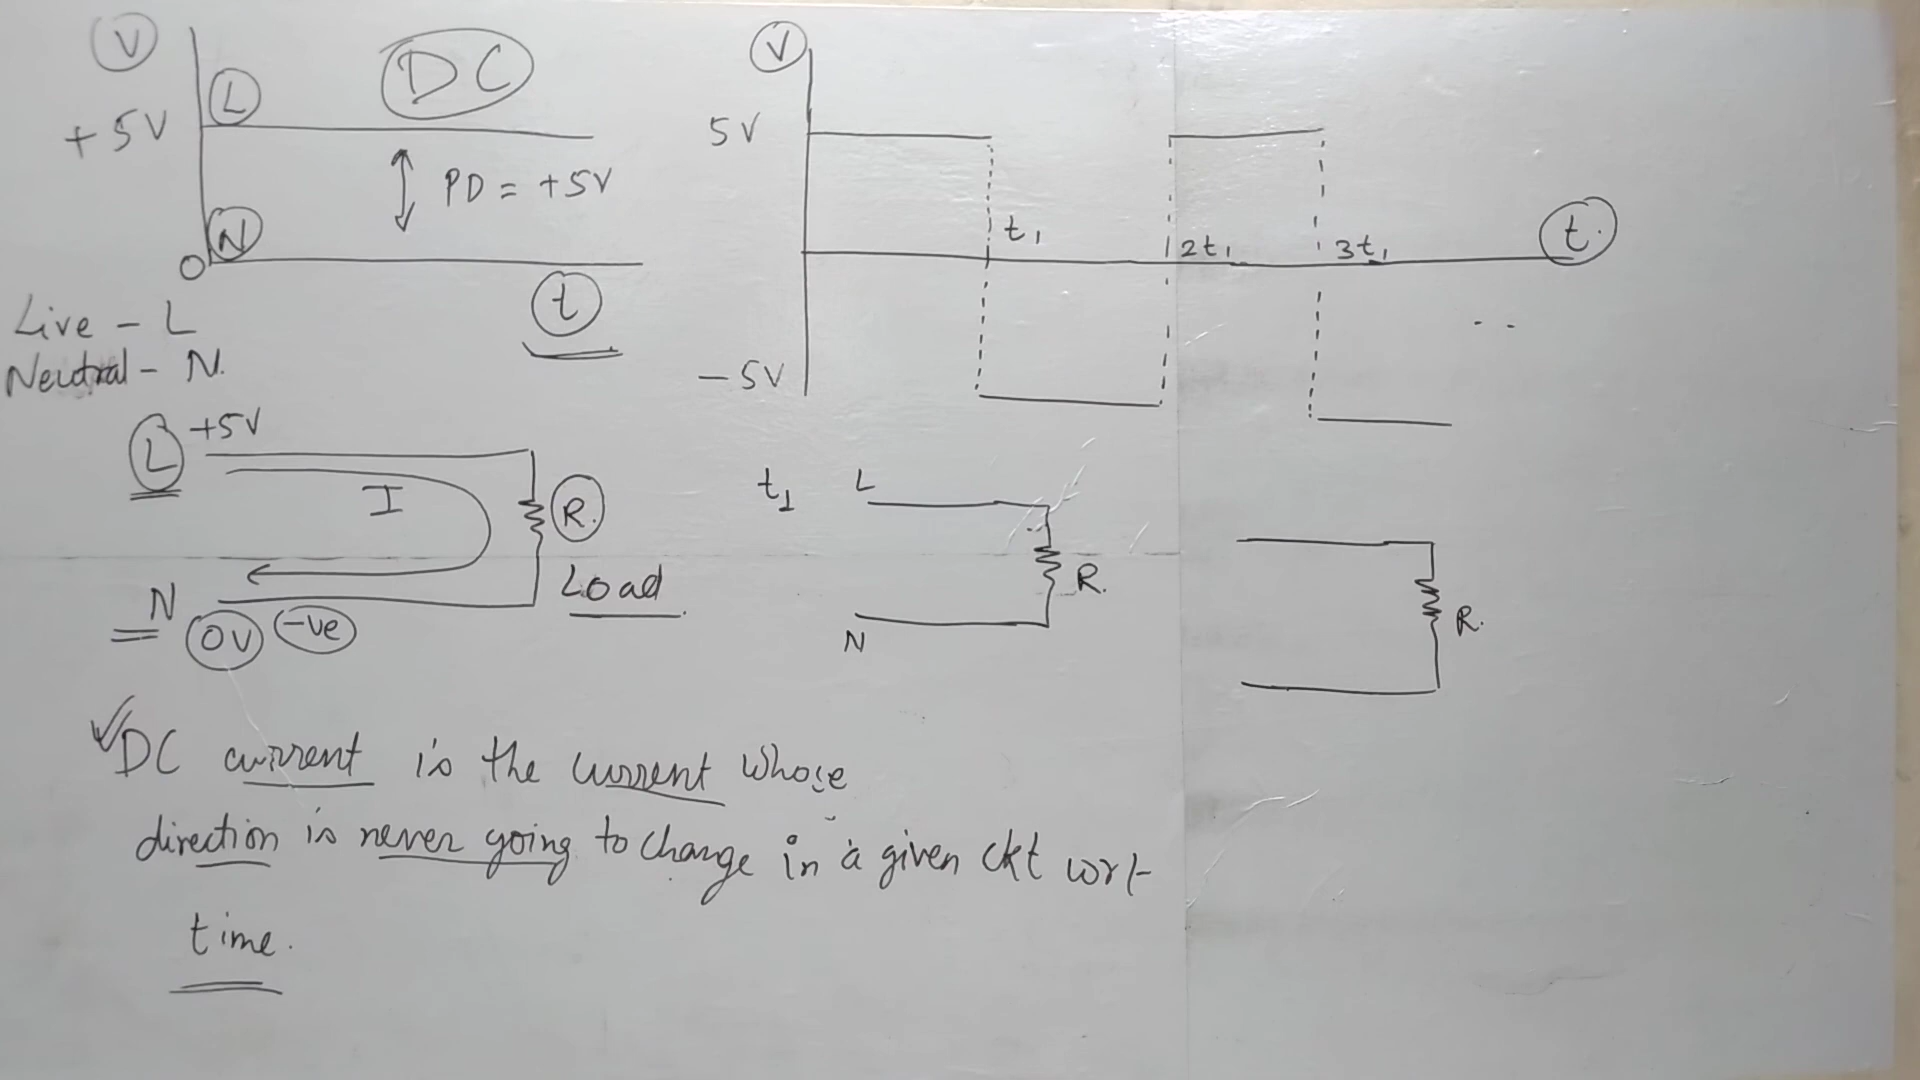 V
DC
L
+5V
PD = +5V
N
0
t
Live - L
Neutral - N.
V
5V
t1
2t1
3t1
t.
- 5V
..
L
+5V
I
R.
N
Load
0V
-ve
t1
L
R.
N
R.
DC current is the current whose
direction is never going to change in a given ckt wrt
time.